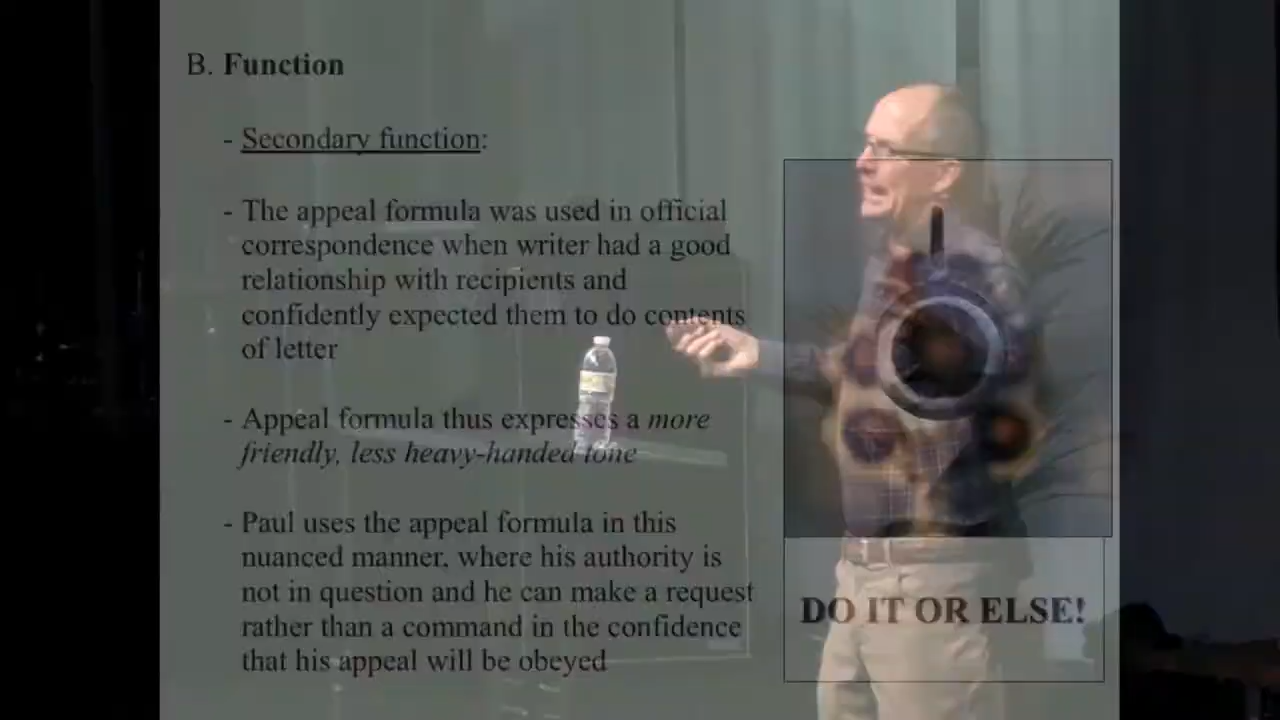 B. Function
- Secondary function:
- The appeal formula was used in official
correspondence when writer had a good
relationship with recipients and
confidently expected them to do contents
of letter
- Appeal formula thus expresses a more
friendly, less heavy-handed tone
- Paul uses the appeal formula in this
nuanced manner, where his authority is
not in question and he can make a request
rather than a command in the confidence
that his appeal will be obeyed
DO IT OR ELSE!